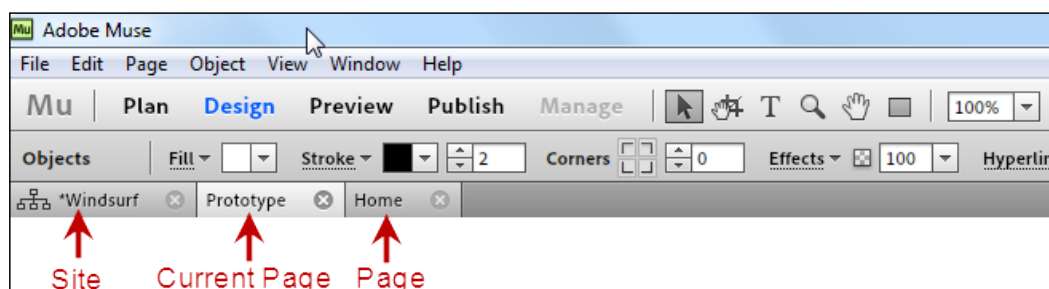 Mu Adobe Muse
File Edit Page Object View Window Help
Mu Plan Design Preview Publish Manage T 100%
Objects Fill Stroke 2 Corners 0 Effects 100 Hyperlin
*Windsurf Prototype Home
Site Current Page Page